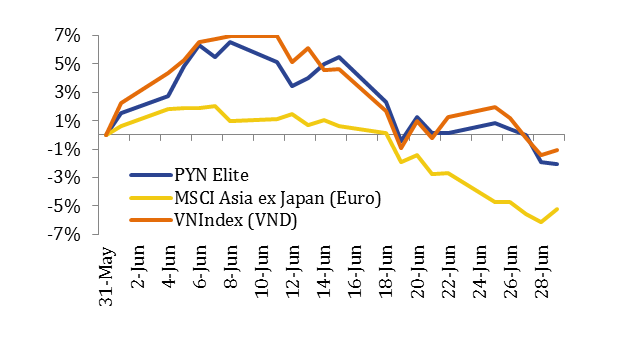 7%
5%
3%
1%
-1%
-3%
-5%
-7%
PYN Elite
MSCI Asia ex Japan (Euro)
VNIndex (VND)
31-May
2-Jun
4-Jun
6-Jun
8-Jun
10-Jun
12-Jun
14-Jun
16-Jun
18-Jun
20-Jun
22-Jun
24-Jun
26-Jun
28-Jun